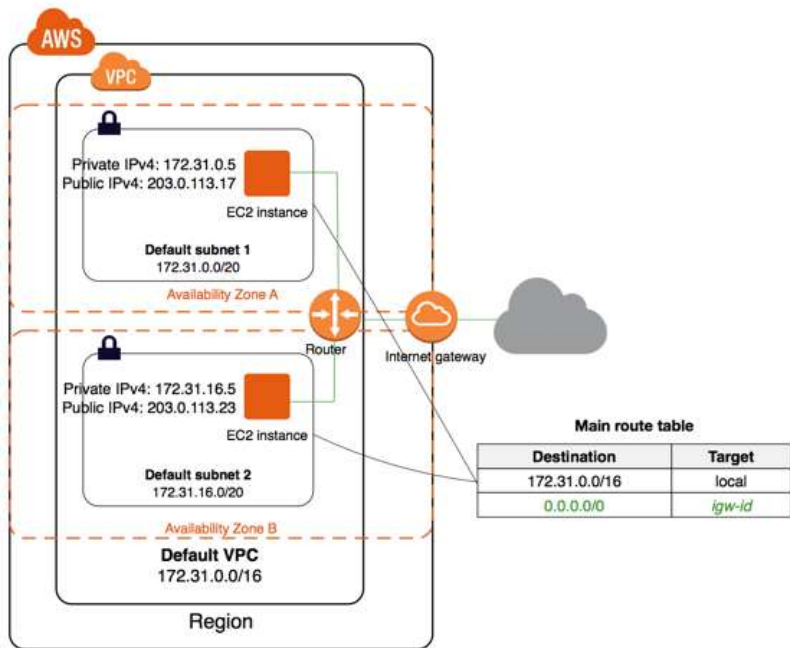 AWS
VPC
Private IPv4: 172.31.0.5
Public IPv4: 203.0.113.17
EC2 instance
Default subnet 1
172.31.0.0/20
Availability Zone A
Router
Internet gateway
Private IPv4: 172.31.16.5
Public IPv4: 203.0.113.23
EC2 instance
Default subnet 2
172.31.16.0/20
Availability Zone B
Default VPC
172.31.0.0/16
Region
Main route table
Destination Target
172.31.0.0/16 local
0.0.0.0/0 igw-id